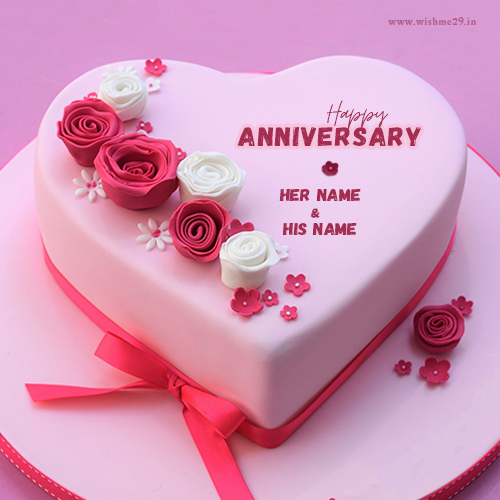 www.wishme29.in
Happy
ANNIVERSARY
HER NAME
&
HIS NAME